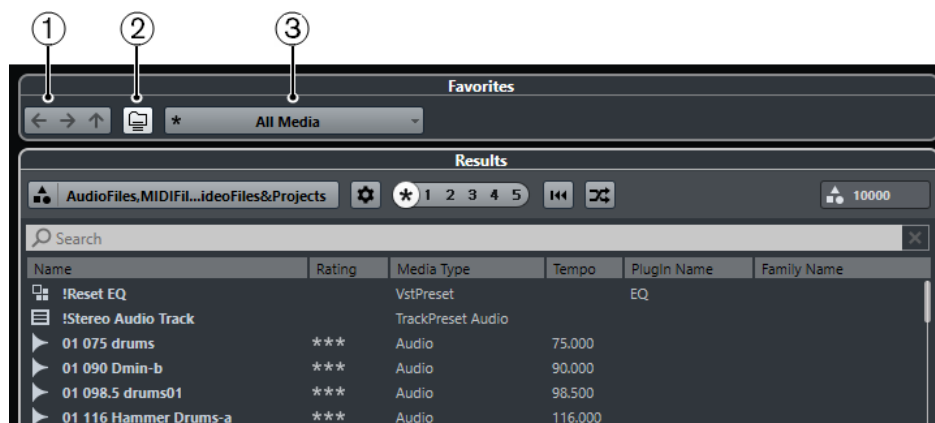 1 2 3
Favorites
* All Media
Results
AudioFiles,MIDIFil...ideoFiles&Projects * 1 2 3 4 5 10000
Search
Name Rating Media Type Tempo PlugIn Name Family Name
!Reset EQ VstPreset EQ
!Stereo Audio Track TrackPreset Audio
01 075 drums *** Audio 75.000
01 090 Dmin-b *** Audio 90.000
01 098.5 drums01 *** Audio 98.500
01 116 Hammer Drums-a *** Audio 116.000